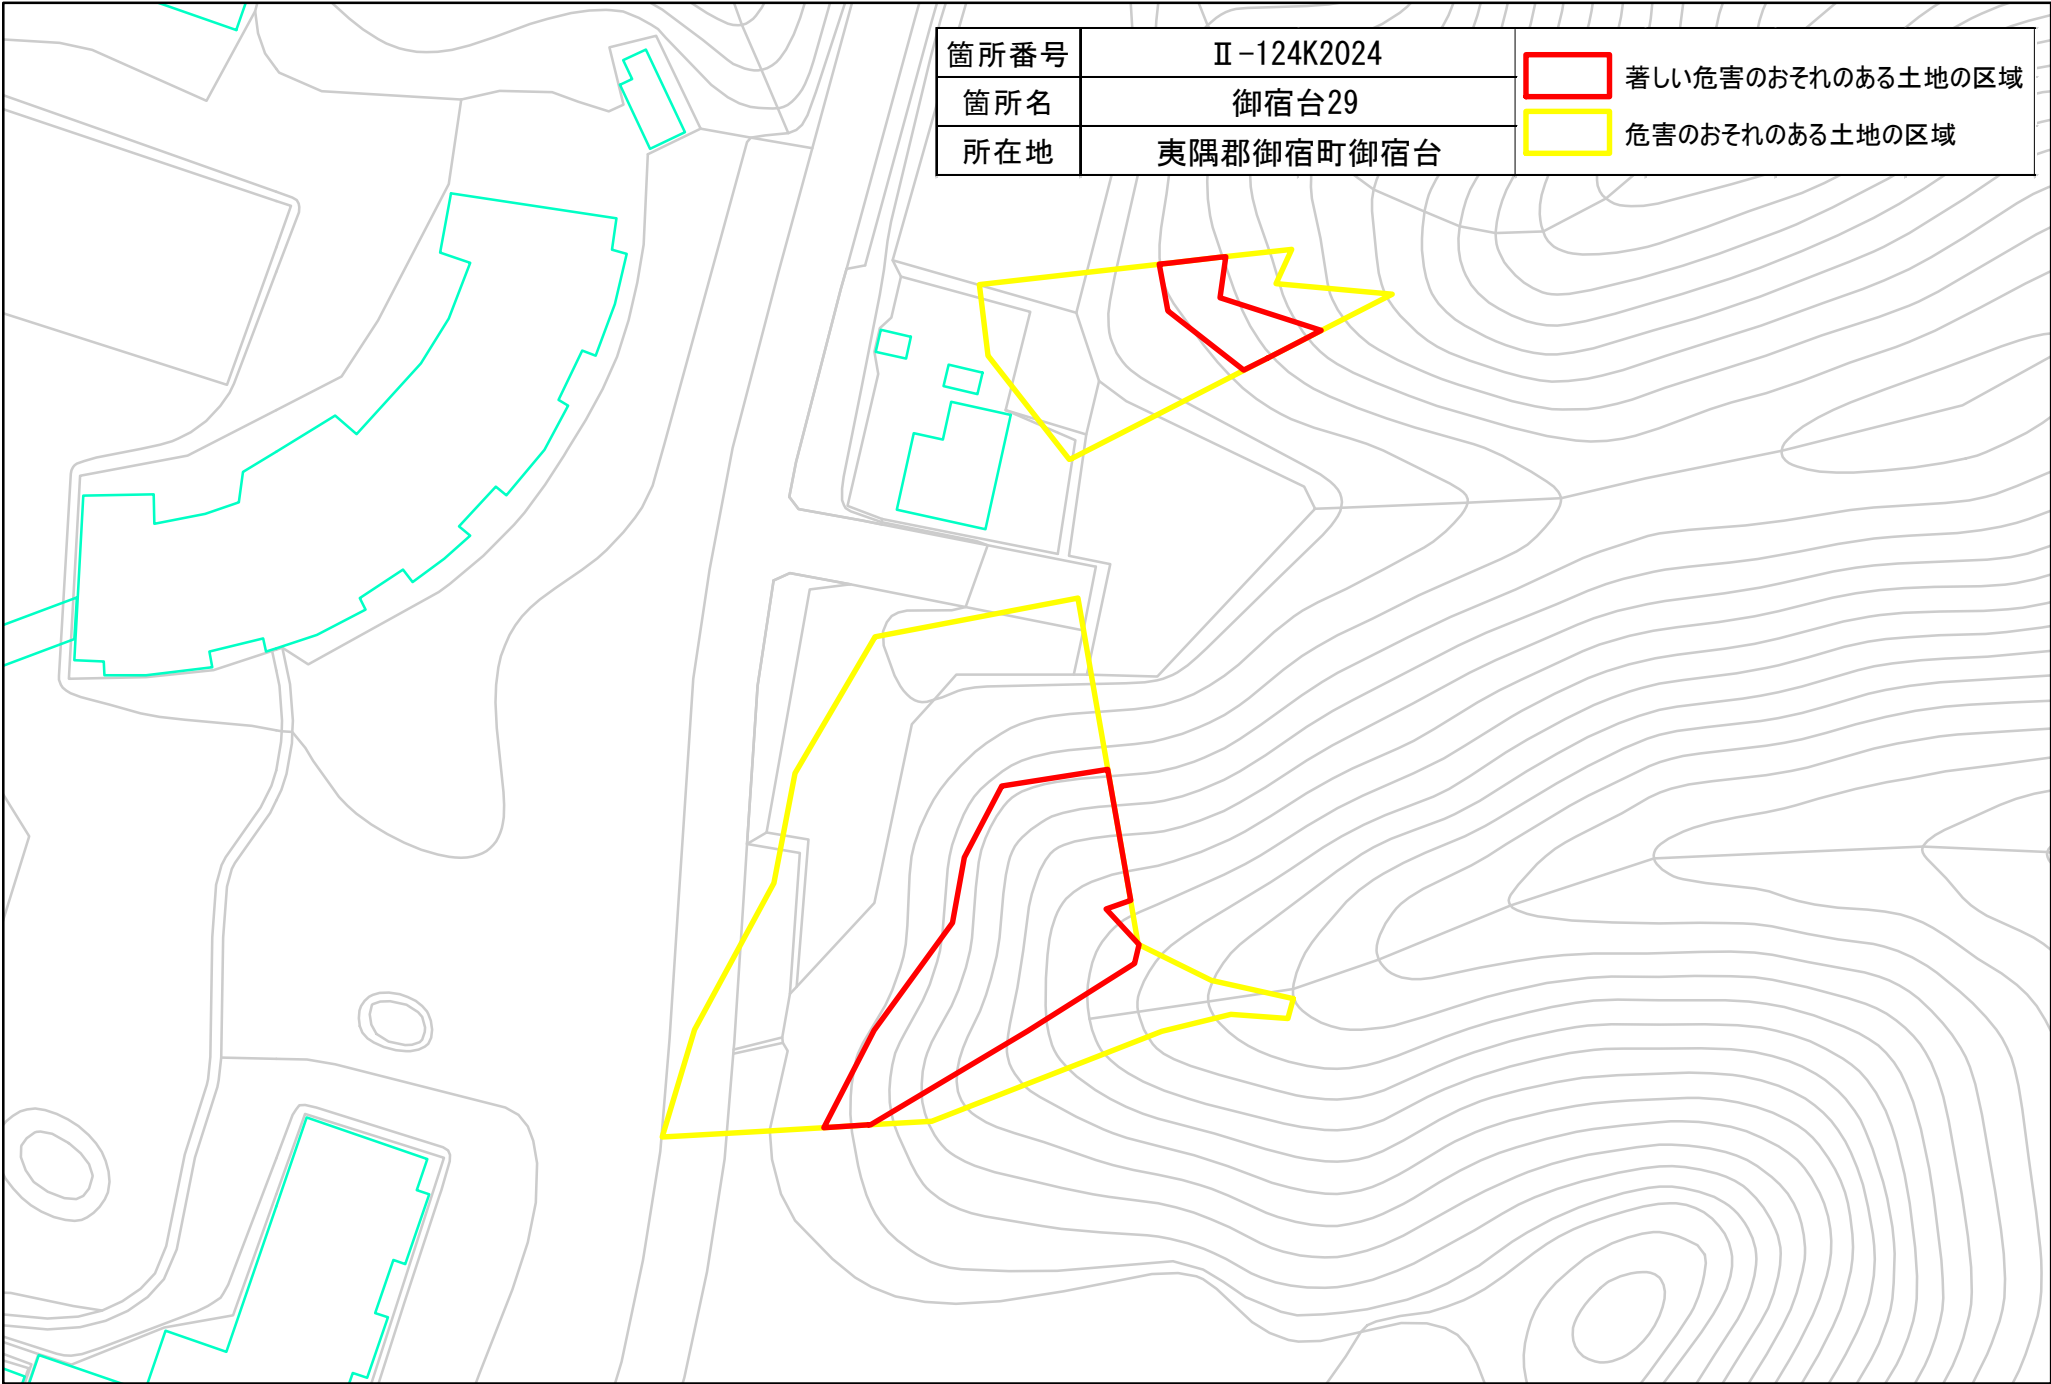 箇所番号 Ⅱ-124K2024
箇所名 御宿台29
所在地 夷隅郡御宿町御宿台
著しい危害のおそれのある土地の区域
危害のおそれのある土地の区域